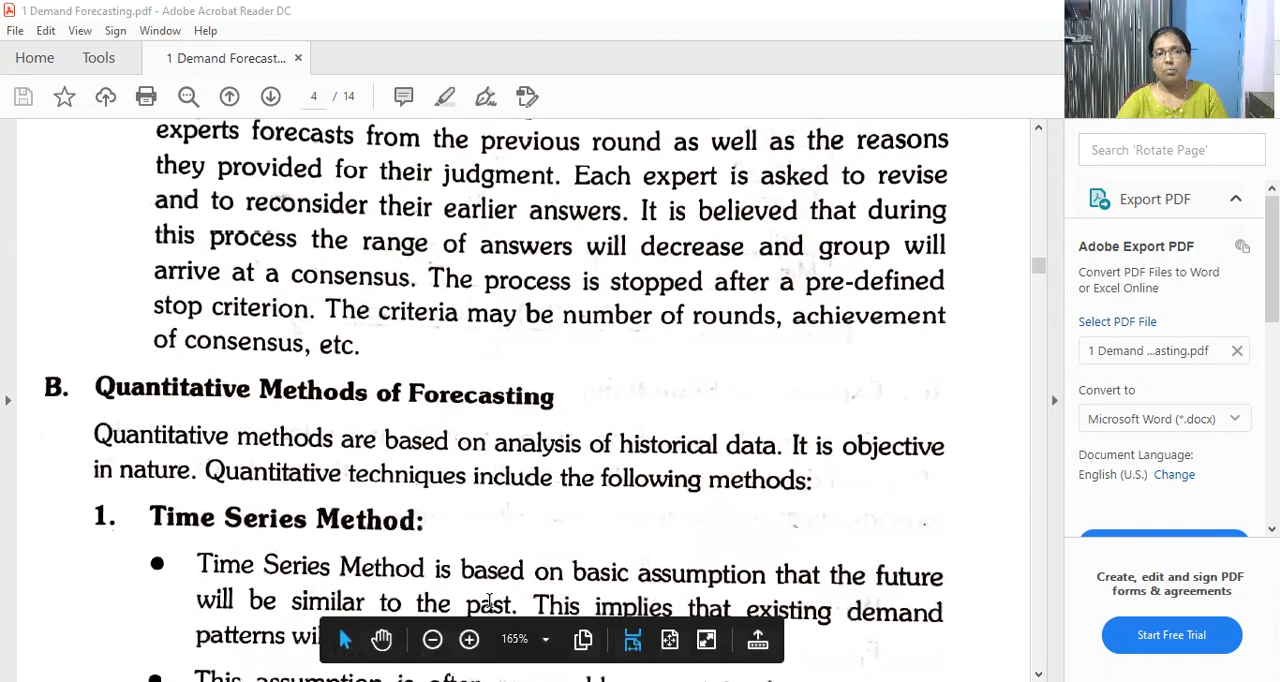 1 Demand Forecasting.pdf - Adobe Acrobat Reader DC
File Edit View Sign Window Help
Home Tools 1 Demand Forecast... ×
4 / 14
experts forecasts from the previous round as well as the reasons
they provided for their judgment. Each expert is asked to revise
and to reconsider their earlier answers. It is believed that during
this process the range of answers will decrease and group will
arrive at a consensus. The process is stopped after a pre-defined
stop criterion. The criteria may be number of rounds, achievement
of consensus, etc.
B. Quantitative Methods of Forecasting
Quantitative methods are based on analysis of historical data. It is objective
in nature. Quantitative techniques include the following methods:
1. Time Series Method:
● Time Series Method is based on basic assumption that the future
will be similar to the past. This implies that existing demand
patterns wil
● This assumption is often
165%
Search 'Rotate Page'
Export PDF
Adobe Export PDF
Convert PDF Files to Word
or Excel Online
Select PDF File
1 Demand ...asting.pdf
Convert to
Microsoft Word (*.docx)
Document Language:
English (U.S.) Change
Create, edit and sign PDF
forms & agreements
Start Free Trial